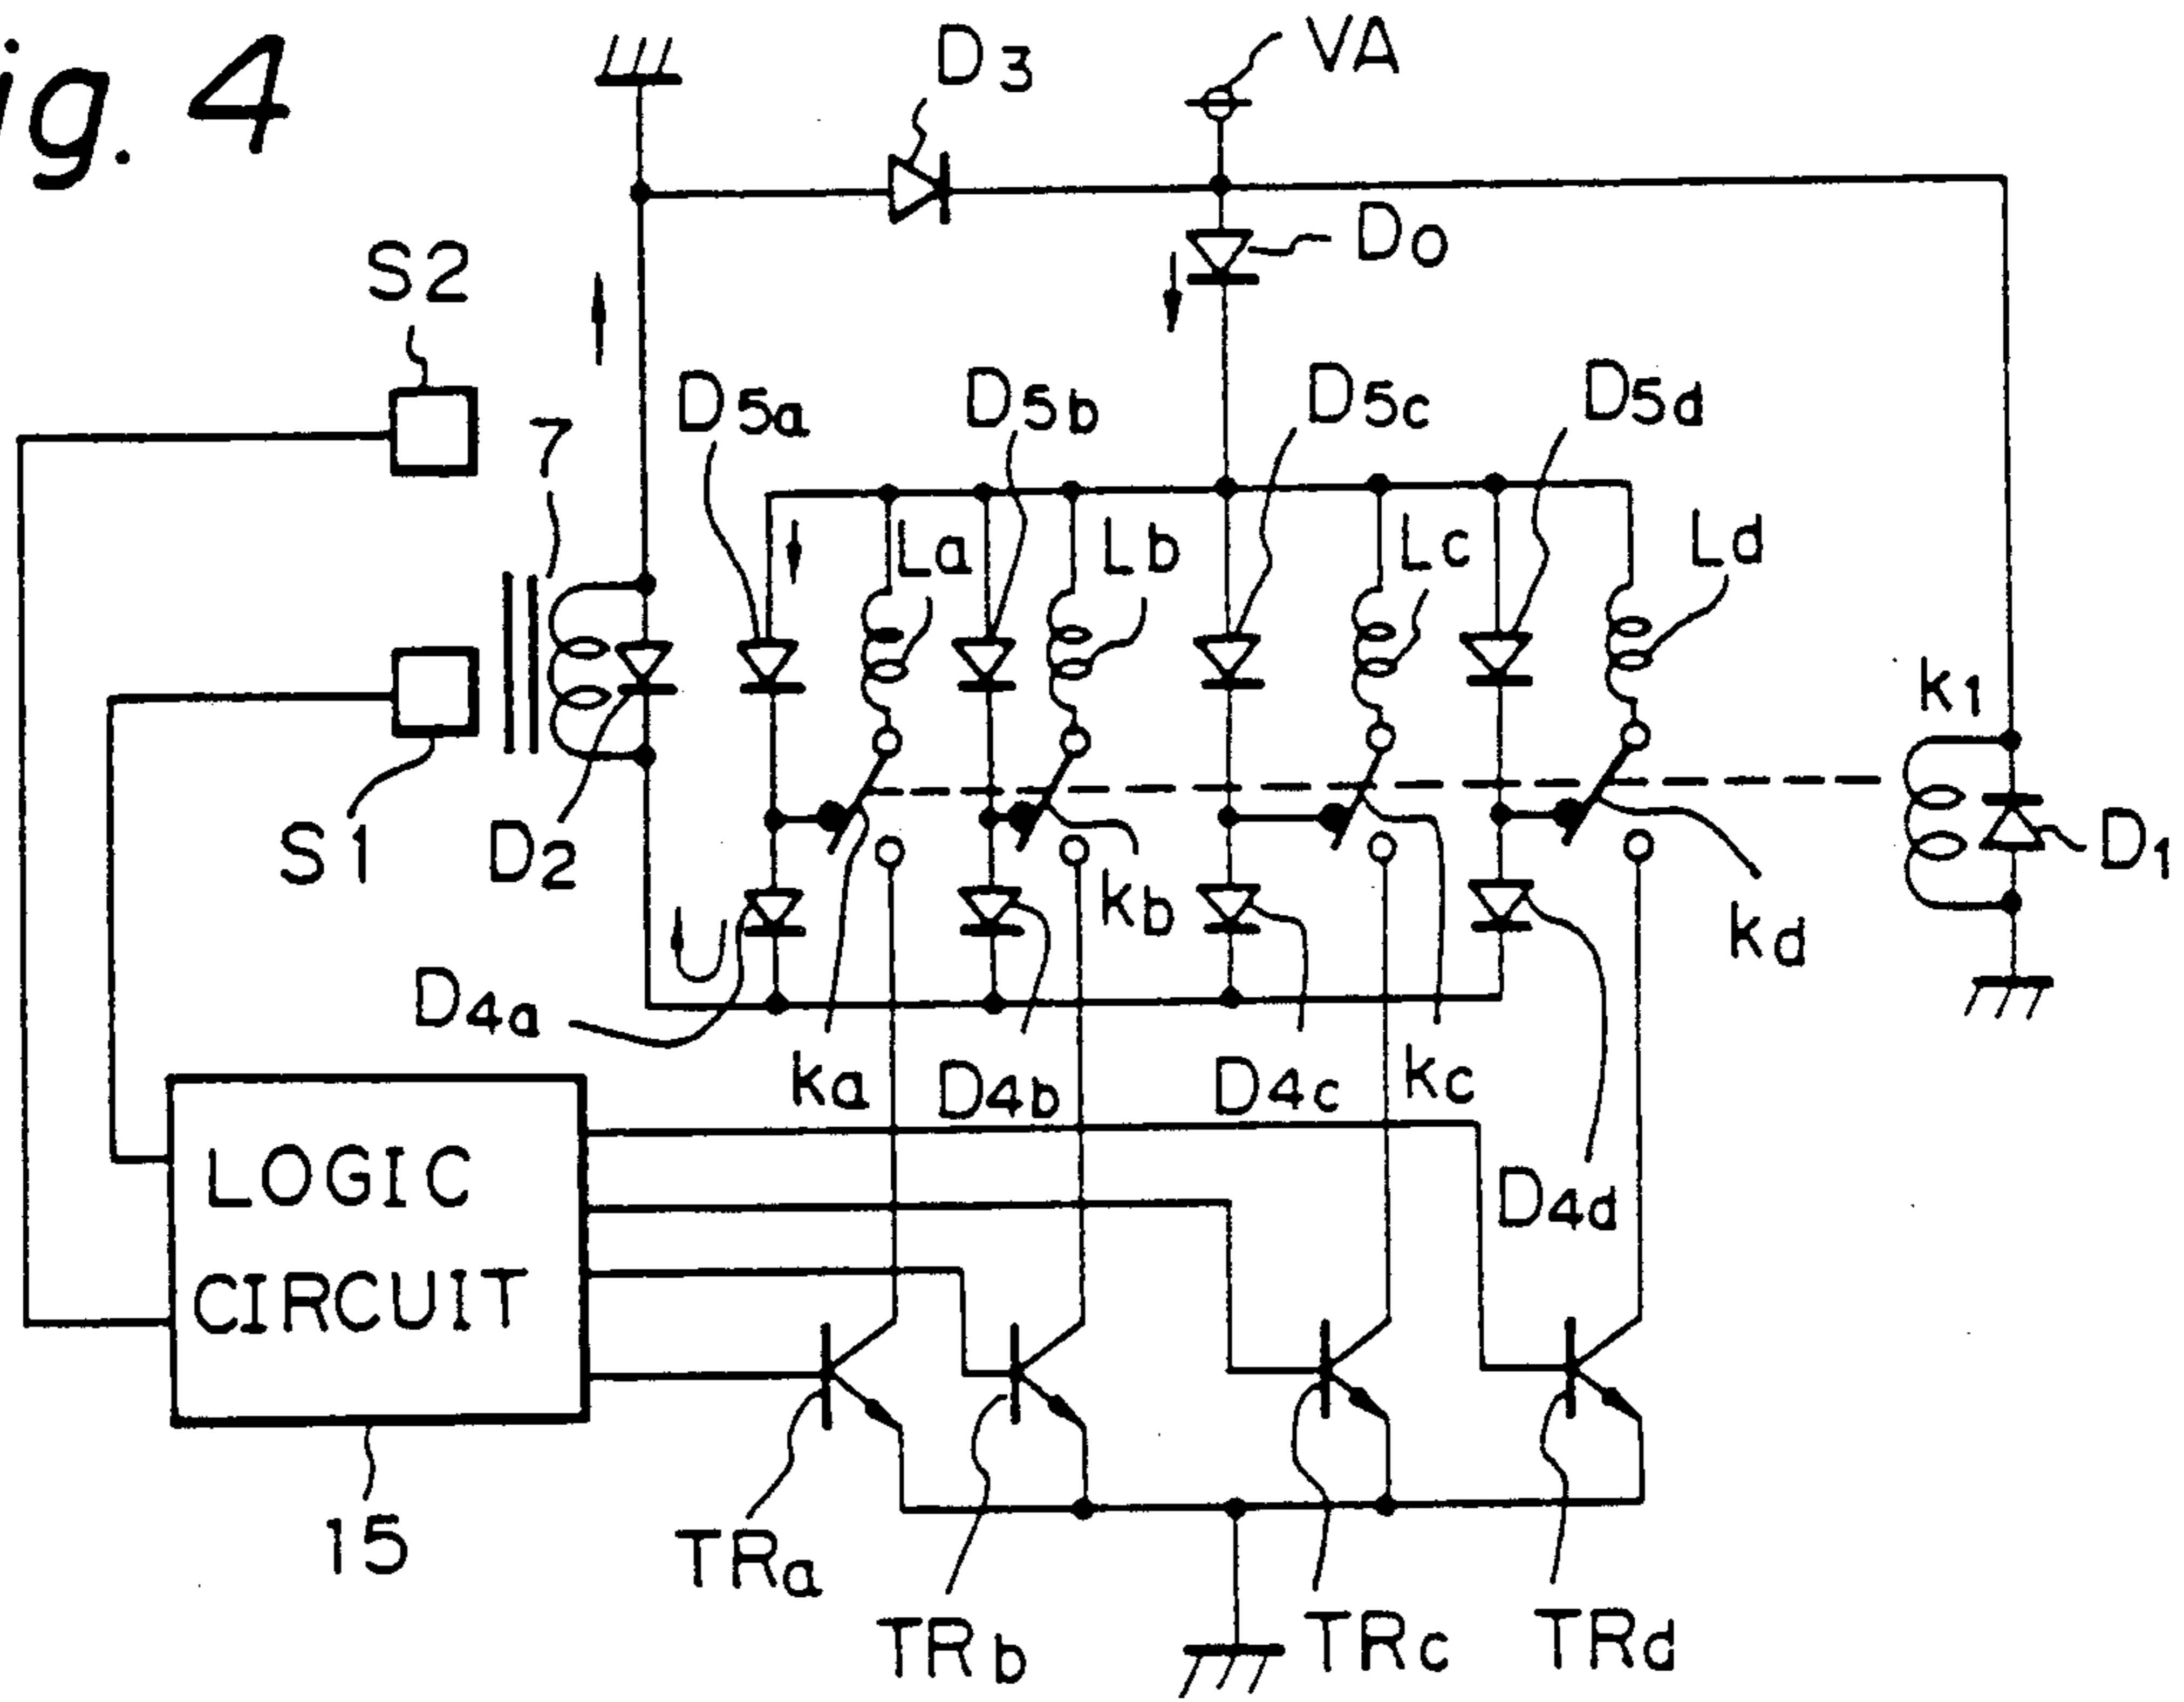 ig. 4
D3
VA
D0
S2
7
D5a
D5b
D5c
D5d
La
Lb
Lc
Ld
k1
S1
D2
D1
kb
kd
D4a
ka
D4b
D4c
kc
D4d
LOGIC
CIRCUIT
15
TRa
TRb
TRc
TRd